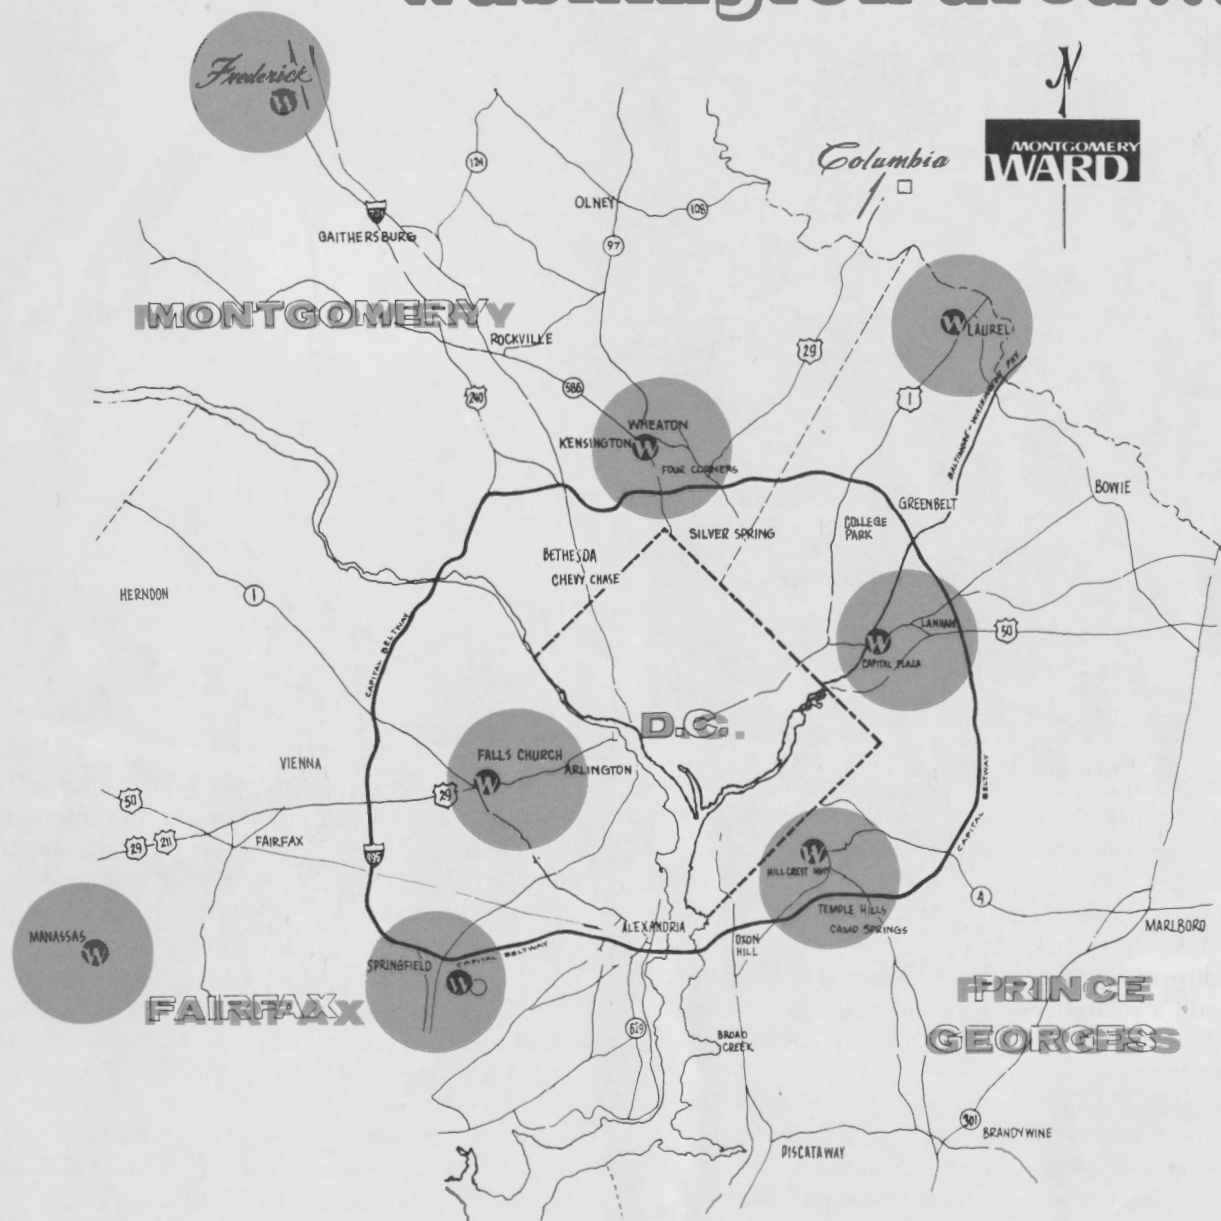 washington area...
Frederick
W
N
MONTGOMERY
WARD
Columbia
124
OLNEY
108
97
GAITHERSBURG
MONTGOMERY
ROCKVILLE
29
W LAUREL
240
586
1
BALTIMORE - WASHINGTON PKY.
WHEATON
KENSINGTON W
FOUR CORNERS
BOWIE
GREENBELT
COLLEGE
PARK
SILVER SPRING
BETHESDA
CHEVY CHASE
HERNDON
1
CAPITAL BELTWAY
LANHAM
50
W
CAPITAL PLAZA
D.C.
FALLS CHURCH
ARLINGTON
W
VIENNA
29
50
29
211
FAIRFAX
495
CAPITAL BELTWAY
W
HILLCREST HGTS
4
TEMPLE HILLS
CAMP SPRINGS
MARLBORO
ALEXANDRIA
OXON
HILL
MANASSAS
W
SPRINGFIELD
CAPITAL BELTWAY
W
FAIRFAX
PRINCE
GEORGES
629
BROAD
CREEK
301
BRANDYWINE
PISCATAWAY